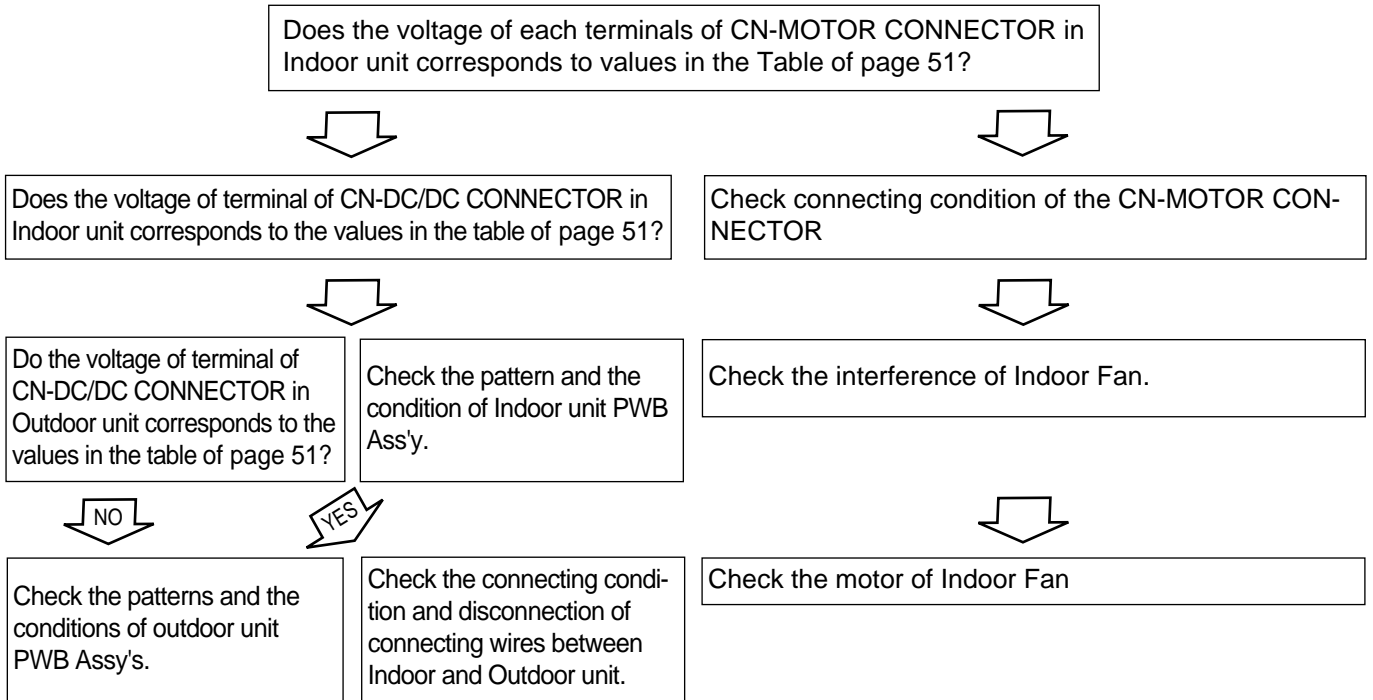 Does the voltage of each terminals of CN-MOTOR CONNECTOR in
Indoor unit corresponds to values in the Table of page 51?
Does the voltage of terminal of CN-DC/DC CONNECTOR in
Indoor unit corresponds to the values in the table of page 51?
Check connecting condition of the CN-MOTOR CON-
NECTOR
Do the voltage of terminal of
CN-DC/DC CONNECTOR in
Outdoor unit corresponds to the
values in the table of page 51?
Check the pattern and the
condition of Indoor unit PWB
Ass'y.
Check the interference of Indoor Fan.
NO
YES
Check the patterns and the
conditions of outdoor unit
PWB Assy's.
Check the connecting condi-
tion and disconnection of
connecting wires between
Indoor and Outdoor unit.
Check the motor of Indoor Fan